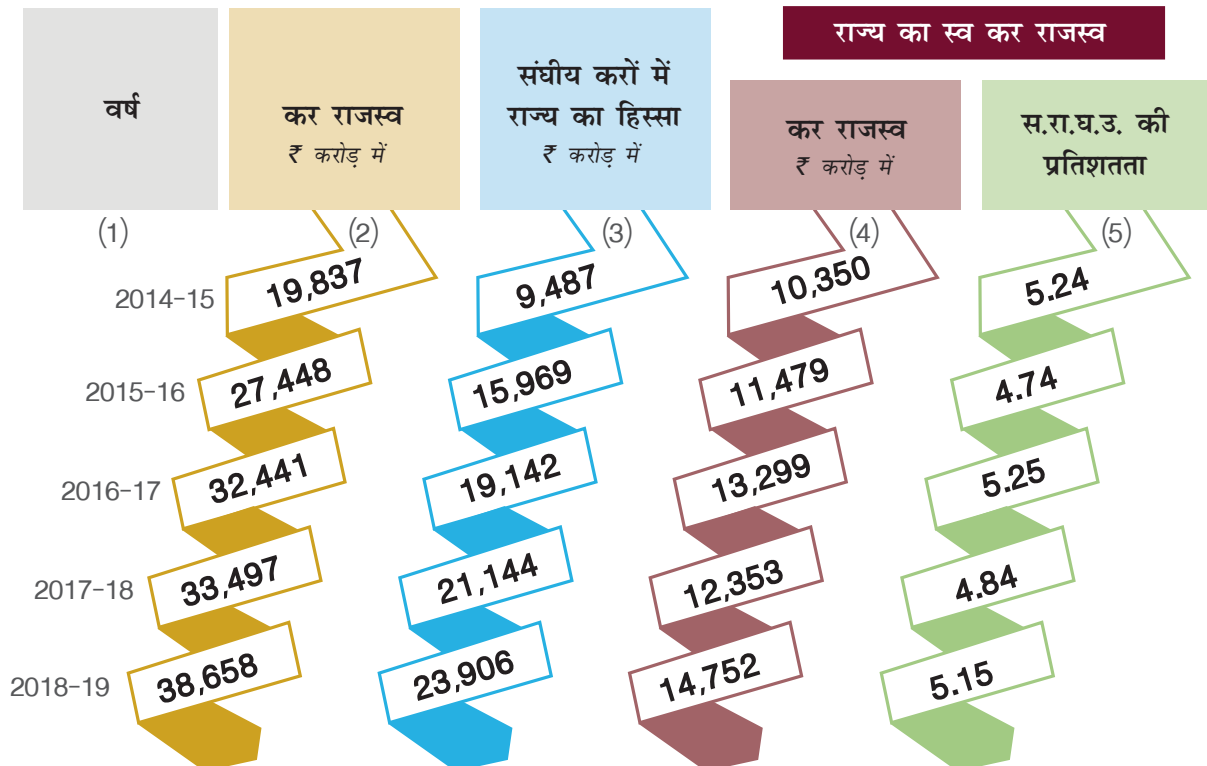 राज्य का स्व कर राजस्व
वर्ष
कर राजस्व
₹ करोड़ में
संघीय करों में
राज्य का हिस्सा
₹ करोड़ में
कर राजस्व
₹ करोड़ में
स.रा.घ.उ. की
प्रतिशतता
(1) (2) (3) (4) (5)
2014-15 19,837 9,487 10,350 5.24
2015-16 27,448 15,969 11,479 4.74
2016-17 32,441 19,142 13,299 5.25
2017-18 33,497 21,144 12,353 4.84
2018-19 38,658 23,906 14,752 5.15